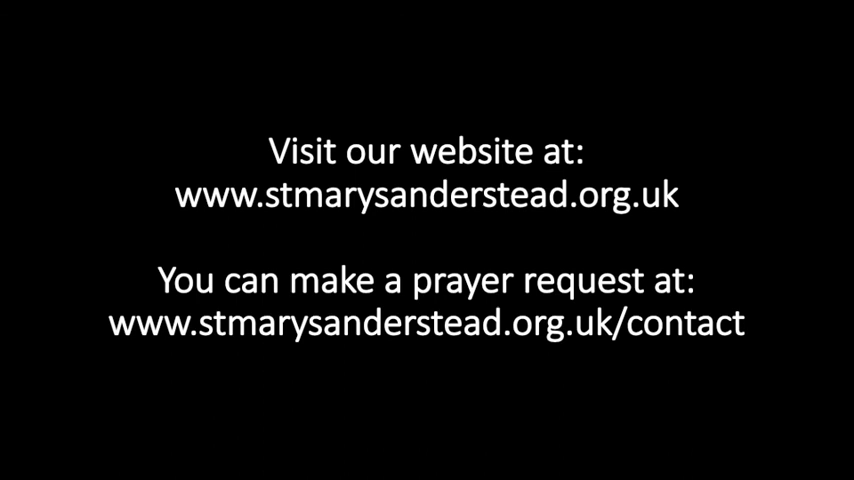 Visit our website at:
www.stmarysanderstead.org.uk
You can make a prayer request at:
www.stmarysanderstead.org.uk/contact